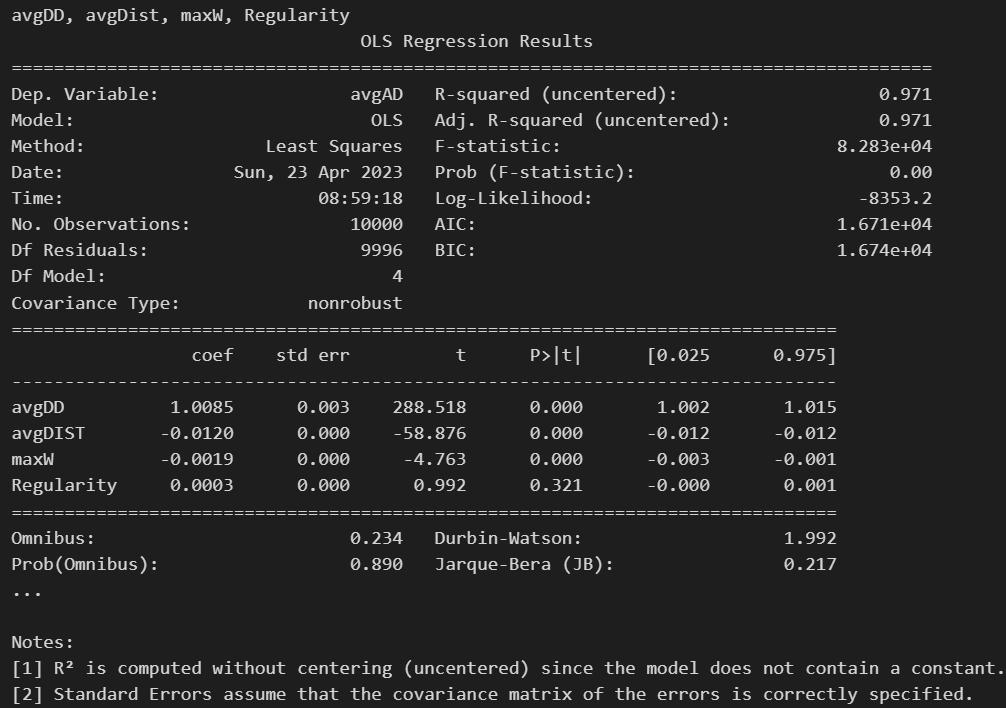 avgDD, avgDist, maxW, Regularity
OLS Regression Results
=======================================================================================
Dep. Variable: avgAD R-squared (uncentered): 0.971
Model: OLS Adj. R-squared (uncentered): 0.971
Method: Least Squares F-statistic: 8.283e+04
Date: Sun, 23 Apr 2023 Prob (F-statistic): 0.00
Time: 08:59:18 Log-Likelihood: -8353.2
No. Observations: 10000 AIC: 1.671e+04
Df Residuals: 9996 BIC: 1.674e+04
Df Model: 4
Covariance Type: nonrobust
==============================================================================
coef std err t P>|t| [0.025 0.975]
------------------------------------------------------------------------------
avgDD 1.0085 0.003 288.518 0.000 1.002 1.015
avgDIST -0.0120 0.000 -58.876 0.000 -0.012 -0.012
maxW -0.0019 0.000 -4.763 0.000 -0.003 -0.001
Regularity 0.0003 0.000 0.992 0.321 -0.000 0.001
==============================================================================
Omnibus: 0.234 Durbin-Watson: 1.992
Prob(Omnibus): 0.890 Jarque-Bera (JB): 0.217
...
Notes:
[1] R² is computed without centering (uncentered) since the model does not contain a constant.
[2] Standard Errors assume that the covariance matrix of the errors is correctly specified.